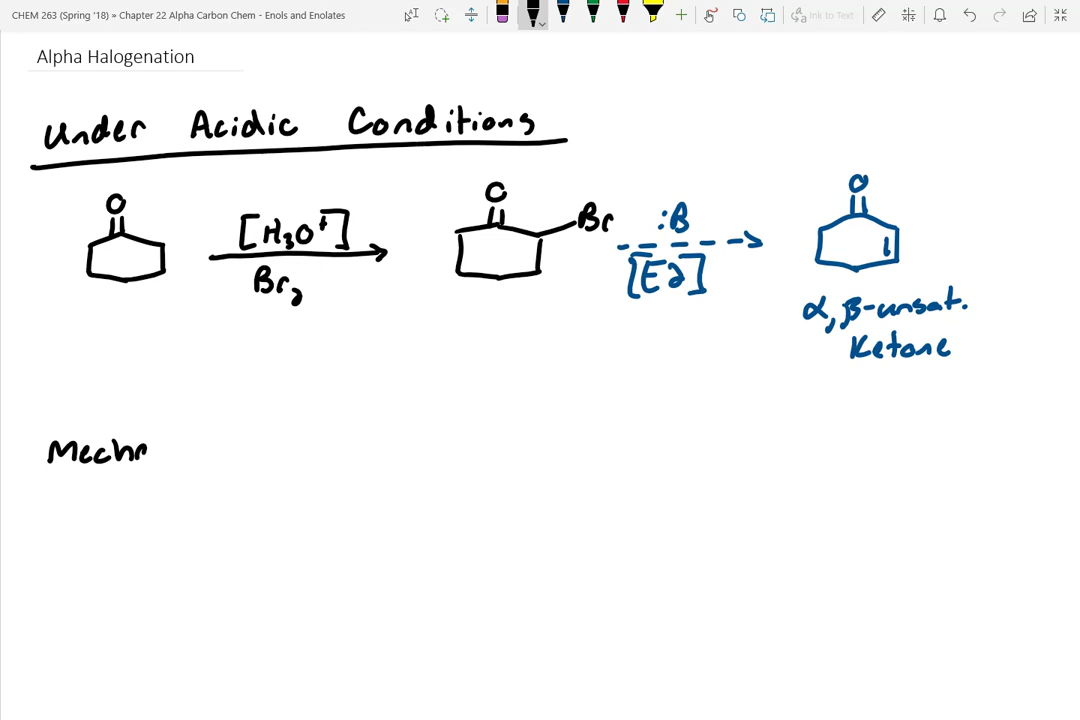 CHEM 263 (Spring '18) » Chapter 22 Alpha Carbon Chem - Enols and Enolates
Ink to Text
Alpha Halogenation
Under Acidic Conditions
O
[H₃O⁺]
Br₂
O
Br
:B
[E2]
O
α, β-unsat.
Ketone
Mechn